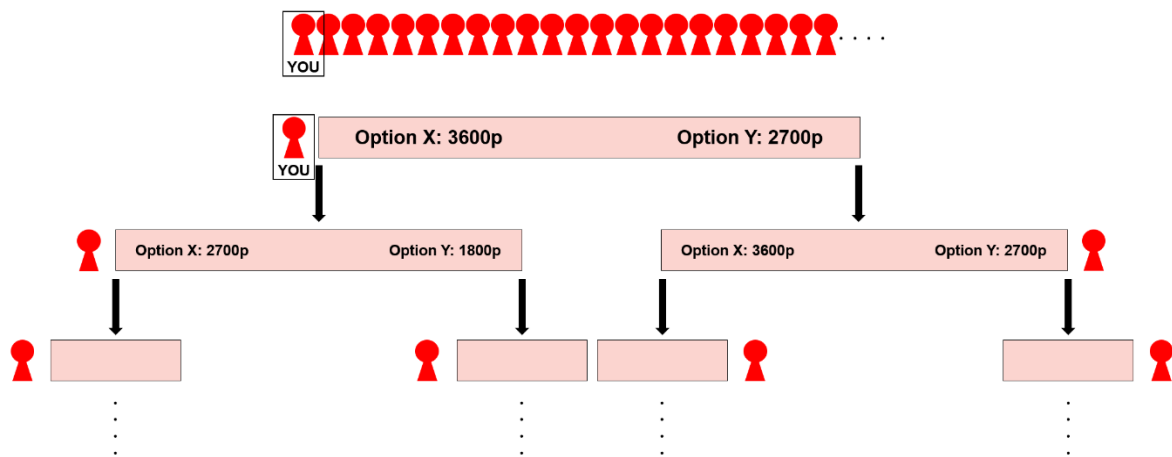 YOU
Option X: 3600p Option Y: 2700p
YOU
Option X: 2700p Option Y: 1800p Option X: 3600p Option Y: 2700p